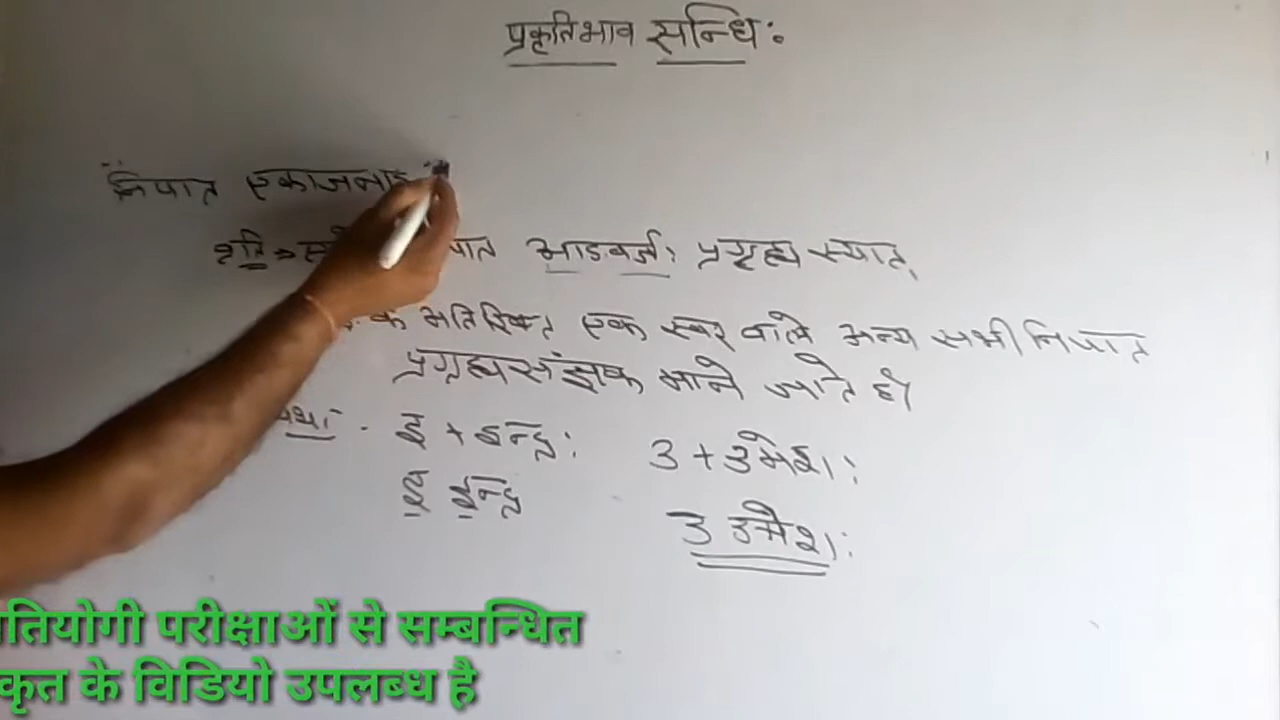 प्रकृतिभाव सन्धि:
निपात एकाजनाङ
वृत्ति आङवर्ज: प्रगृह्य स्यात्
के अतिरिक्त एक स्वर वाले अन्य सभी निपात
प्रगृह्यसंज्ञक माने जाते है।
इ + इन्द्र: उ + उमेश:
इ इन्द्र
उ उमेश:
तियोगी परीक्षाओं से सम्बन्धित
कृत के विडियो उपलब्ध है